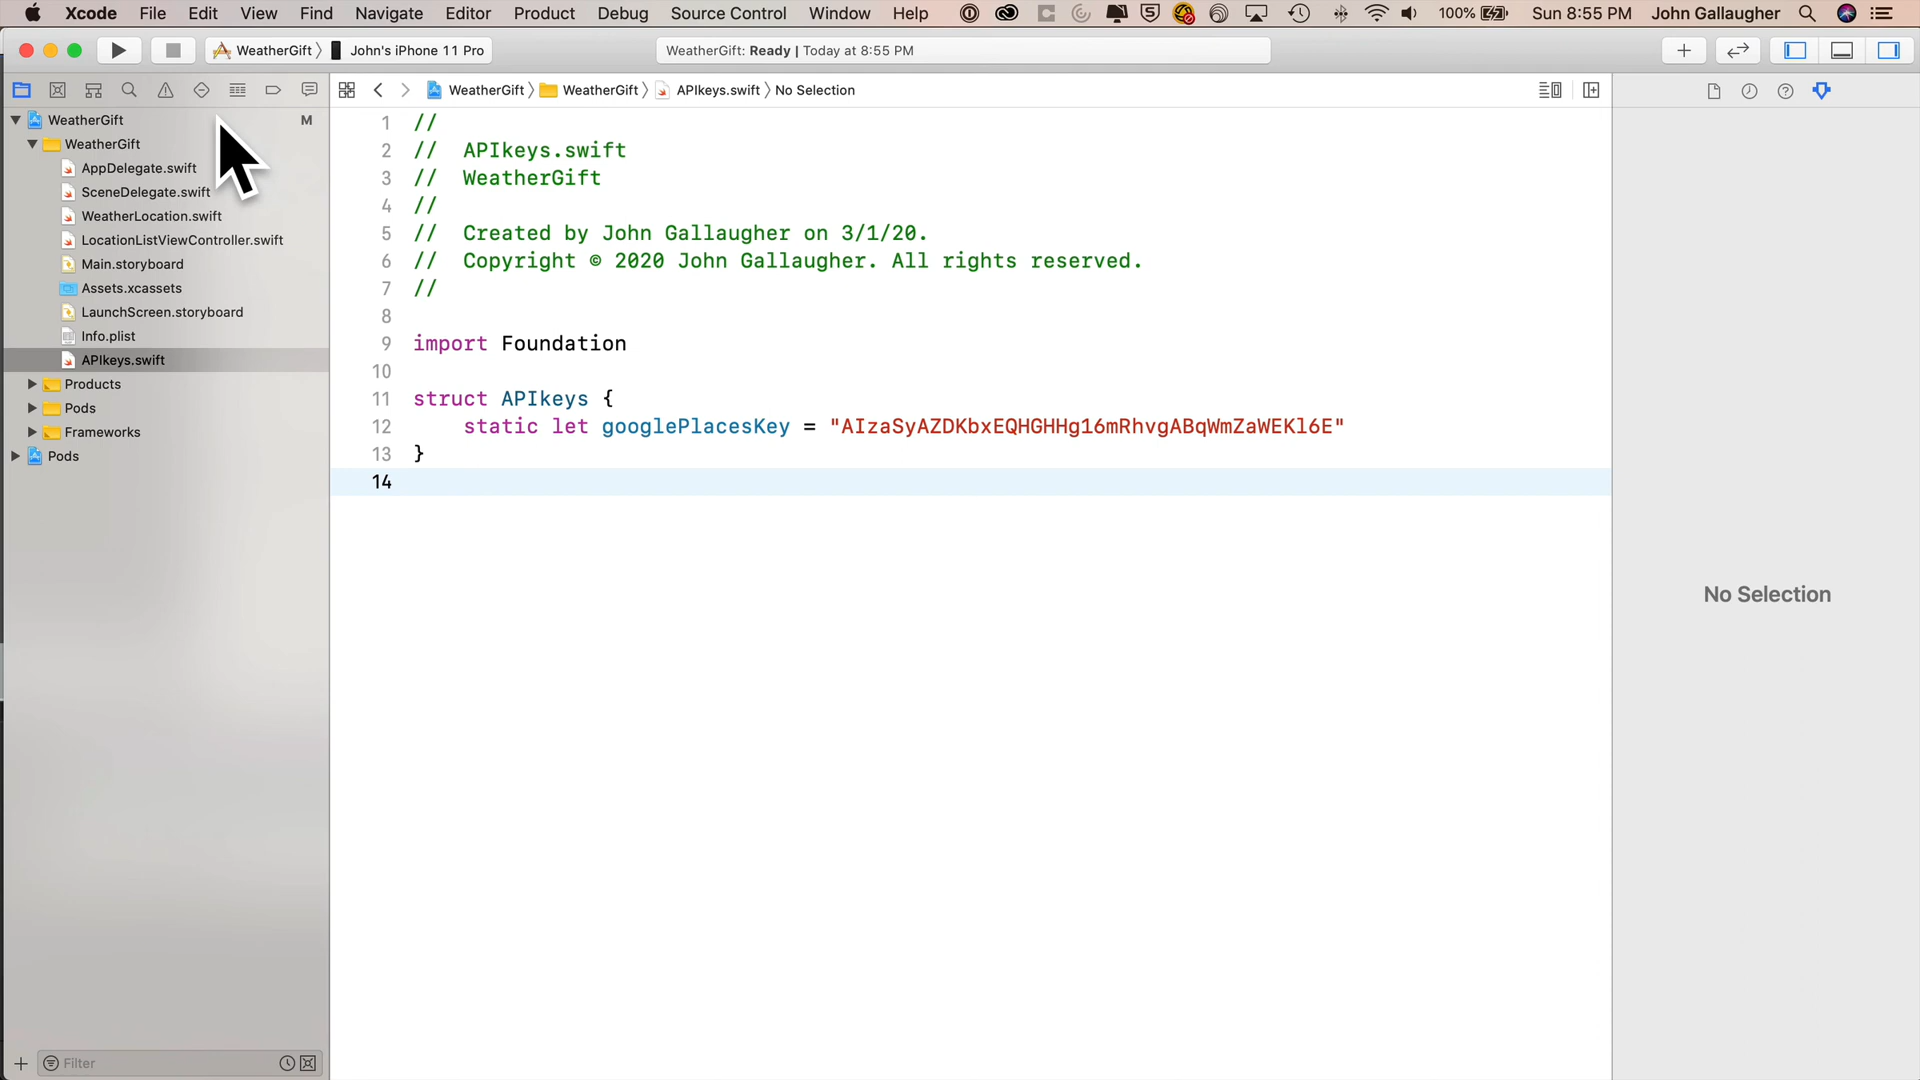 Xcode File Edit View Find Navigate Editor Product Debug Source Control Window Help 100% Sun 8:55 PM John Gallaugher
WeatherGift John's iPhone 11 Pro
WeatherGift: Ready | Today at 8:55 PM
WeatherGift WeatherGift APIkeys.swift No Selection
WeatherGift M
WeatherGift
AppDelegate.swift
SceneDelegate.swift
WeatherLocation.swift
LocationListViewController.swift
Main.storyboard
Assets.xcassets
LaunchScreen.storyboard
Info.plist
APIkeys.swift
Products
Pods
Frameworks
Pods
Filter
1 //
2 // APIkeys.swift
3 // WeatherGift
4 //
5 // Created by John Gallaugher on 3/1/20.
6 // Copyright © 2020 John Gallaugher. All rights reserved.
7 //
8
9 import Foundation
10
11 struct APIkeys {
12 static let googlePlacesKey = "AIzaSyAZDKbxEQHGHHg16mRhvgABqWmZaWEKl6E"
13 }
14
No Selection